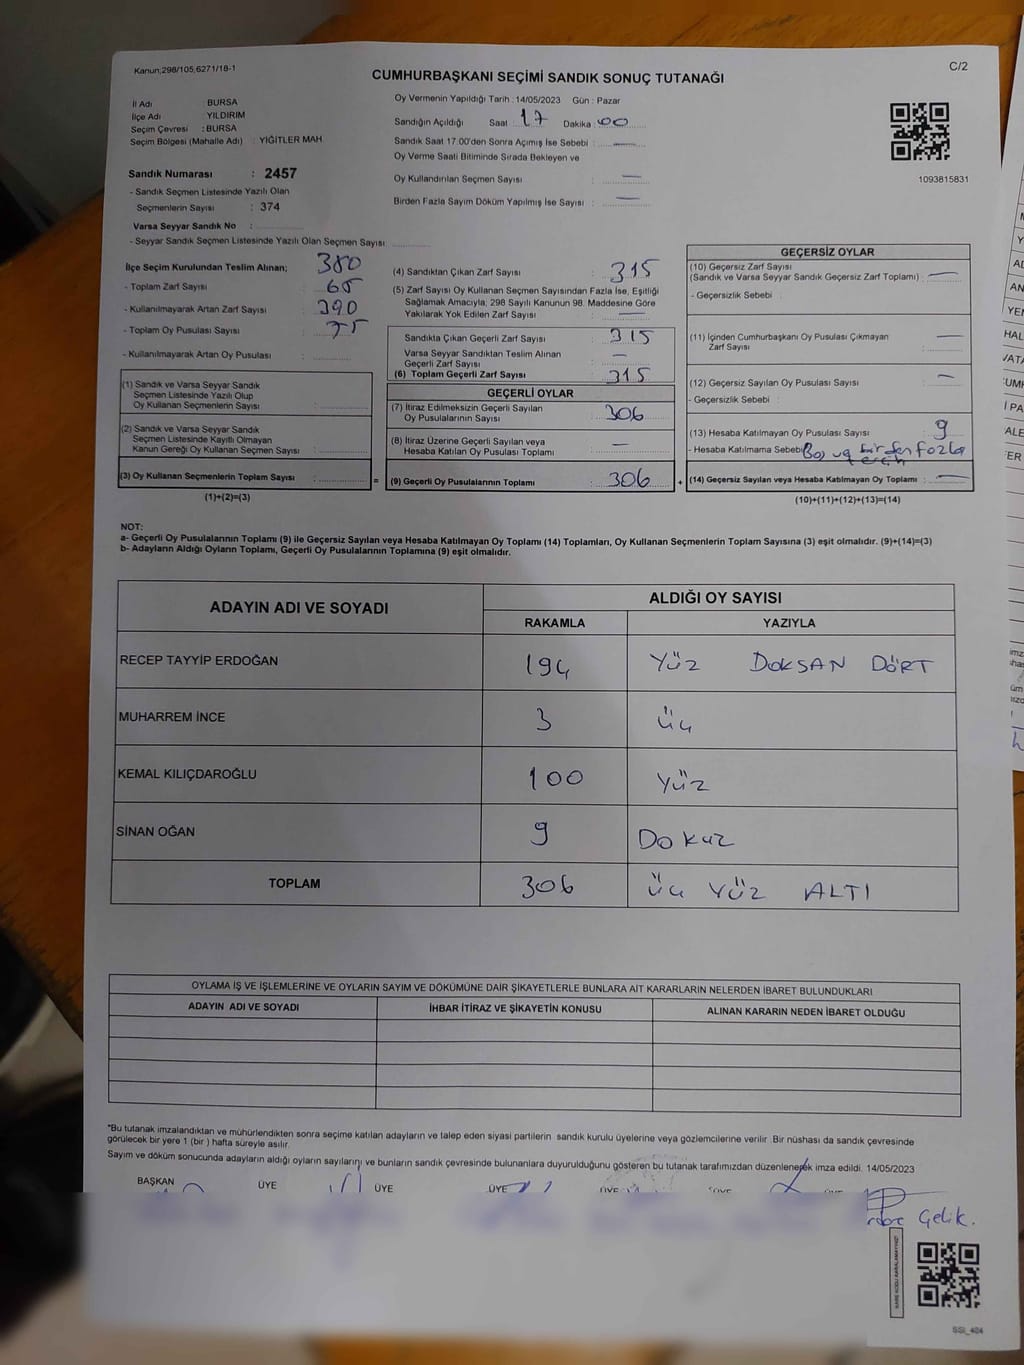 Kanun;298/105,6271/18-1
C/2
CUMHURBAŞKANI SEÇİMİ SANDIK SONUÇ TUTANAĞI
İl Adı : BURSA
İlçe Adı : YILDIRIM
Seçim Çevresi : BURSA
Seçim Bölgesi (Mahalle Adı) : YİĞİTLER MAH
Sandık Numarası : 2457
- Sandık Seçmen Listesinde Yazılı Olan
Seçmenlerin Sayısı : 374
Varsa Seyyar Sandık No :
- Seyyar Sandık Seçmen Listesinde Yazılı Olan Seçmen Sayısı:
Oy Vermenin Yapıldığı Tarih : 14/05/2023 Gün : Pazar
Sandığın Açıldığı Saat : 17 Dakika : 00
Sandık Saat 17.00'den Sonra Açımış İse Sebebi : —
Oy Verme Saati Bitiminde Sırada Bekleyen ve
Oy Kullandırılan Seçmen Sayısı : —
Birden Fazla Sayım Döküm Yapılmış İse Sayısı : —
1093815831
İlçe Seçim Kurulundan Teslim Alınan; 380
- Toplam Zarf Sayısı : 65
- Kullanılmayarak Artan Zarf Sayısı : 390
- Toplam Oy Pusulası Sayısı : 75
- Kullanılmayarak Artan Oy Pusulası :
(1) Sandık ve Varsa Seyyar Sandık
Seçmen Listesinde Yazılı Olup
Oy Kullanan Seçmenlerin Sayısı :
(2) Sandık ve Varsa Seyyar Sandık
Seçmen Listesinde Kayıtlı Olmayan
Kanun Gereği Oy Kullanan Seçmen Sayısı :
(3) Oy Kullanan Seçmenlerin Toplam Sayısı : =
(1)+(2)=(3)
(4) Sandıktan Çıkan Zarf Sayısı : 315
(5) Zarf Sayısı Oy Kullanan Seçmen Sayısından Fazla İse, Eşitliği
Sağlamak Amacıyla; 298 Sayılı Kanunun 98. Maddesine Göre
Yakılarak Yok Edilen Zarf Sayısı : —
Sandıkta Çıkan Geçerli Zarf Sayısı : 315
Varsa Seyyar Sandıktan Teslim Alınan
Geçerli Zarf Sayısı : —
(6) Toplam Geçerli Zarf Sayısı : 315
GEÇERLİ OYLAR
(7) İtiraz Edilmeksizin Geçerli Sayılan
Oy Pusulalarının Sayısı : 306
(8) İtiraz Üzerine Geçerli Sayılan veya
Hesaba Katılan Oy Pusulası Toplamı : —
(9) Geçerli Oy Pusulalarının Toplamı : 306 +
GEÇERSİZ OYLAR
(10) Geçersiz Zarf Sayısı
(Sandık ve Varsa Seyyar Sandık Geçersiz Zarf Toplamı) : —
- Geçersizlik Sebebi :
(11) İçinden Cumhurbaşkanı Oy Pusulası Çıkmayan
Zarf Sayısı : —
(12) Geçersiz Sayılan Oy Pusulası Sayısı : —
- Geçersizlik Sebebi :
(13) Hesaba Katılmayan Oy Pusulası Sayısı : 9
- Hesaba Katılmama Sebebi: Boş birden fazla
(14) Geçersiz Sayılan veya Hesaba Katılmayan Oy Toplamı : —
(10)+(11)+(12)+(13)=(14)
NOT:
a- Geçerli Oy Pusulalarının Toplamı (9) ile Geçersiz Sayılan veya Hesaba Katılmayan Oy Toplamı (14) Toplamları, Oy Kullanan Seçmenlerin Toplam Sayısına (3) eşit olmalıdır. (9)+(14)=(3)
b- Adayların Aldığı Oyların Toplamı, Geçerli Oy Pusulalarının Toplamına (9) eşit olmalıdır.
ADAYIN ADI VE SOYADI ALDIĞI OY SAYISI
RAKAMLA YAZIYLA
RECEP TAYYİP ERDOĞAN 194 YÜZ DOKSAN DÖRT
MUHARREM İNCE 3 Üç
KEMAL KILIÇDAROĞLU 100 YÜZ
SİNAN OĞAN 9 Dokuz
TOPLAM 306 Üç YÜZ ALTI
OYLAMA İŞ VE İŞLEMLERİNE VE OYLARIN SAYIM VE DÖKÜMÜNE DAİR ŞİKAYETLERLE BUNLARA AİT KARARLARIN NELERDEN İBARET BULUNDUKLARI
ADAYIN ADI VE SOYADI İHBAR İTİRAZ VE ŞİKAYETİN KONUSU ALINAN KARARIN NEDEN İBARET OLDUĞU
*Bu tutanak imzalandıktan ve mühürlendikten sonra seçime katılan adayların ve talep eden siyasi partilerin sandık kurulu üyelerine veya gözlemcilerine verilir .Bir nüshası da sandık çevresinde
görülecek bir yere 1 (bir ) hafta süreyle asılır.
Sayım ve döküm sonucunda adayların aldığı oyların sayılarını ve bunların sandık çevresinde bulunanlara duyurulduğunu gösteren bu tutanak tarafımızdan düzenlenerek imza edildi. 14/05/2023
BAŞKAN ÜYE ÜYE ÜYE ÜYE
Çelik.
SSI_404